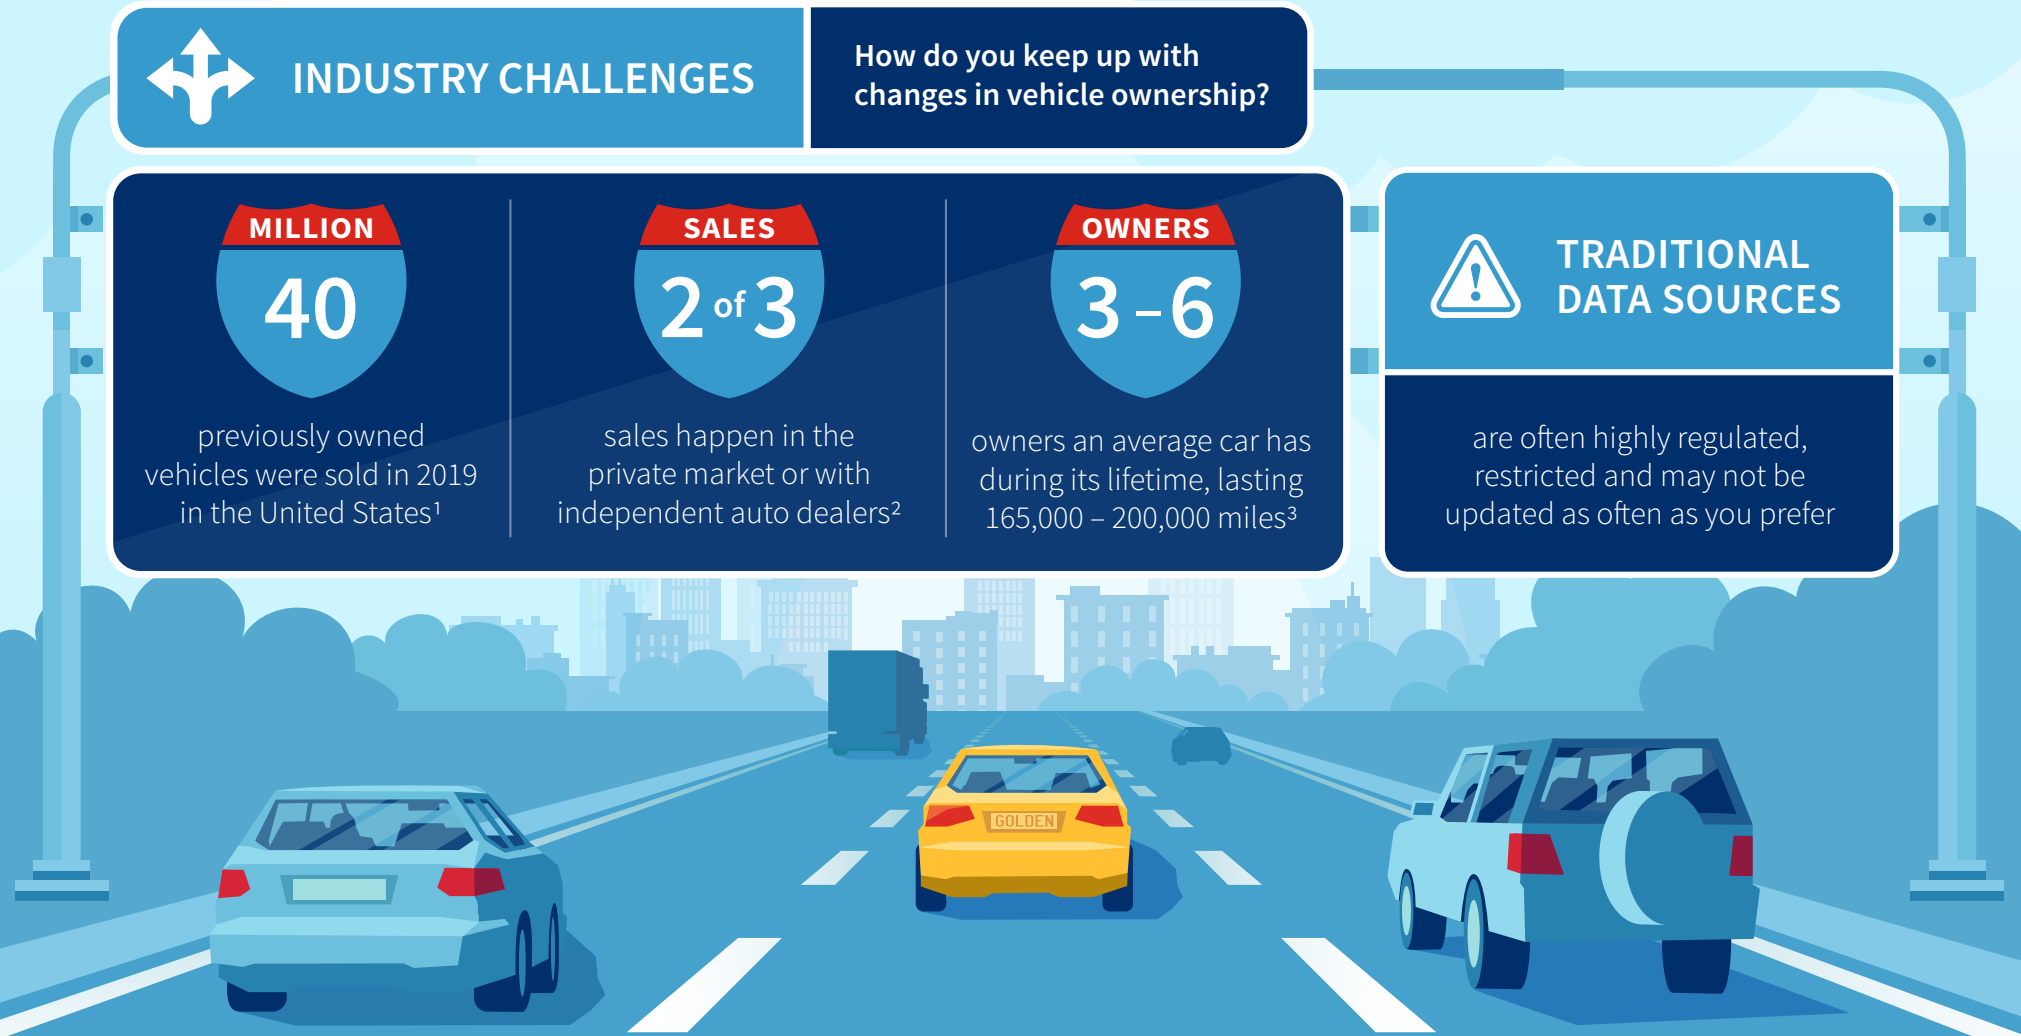 INDUSTRY CHALLENGES
How do you keep up with
changes in vehicle ownership?
MILLION
40
previously owned
vehicles were sold in 2019
in the United States¹
SALES
2 of 3
sales happen in the
private market or with
independent auto dealers²
OWNERS
3 – 6
owners an average car has
during its lifetime, lasting
165,000 – 200,000 miles³
TRADITIONAL
DATA SOURCES
are often highly regulated,
restricted and may not be
updated as often as you prefer
GOLDEN